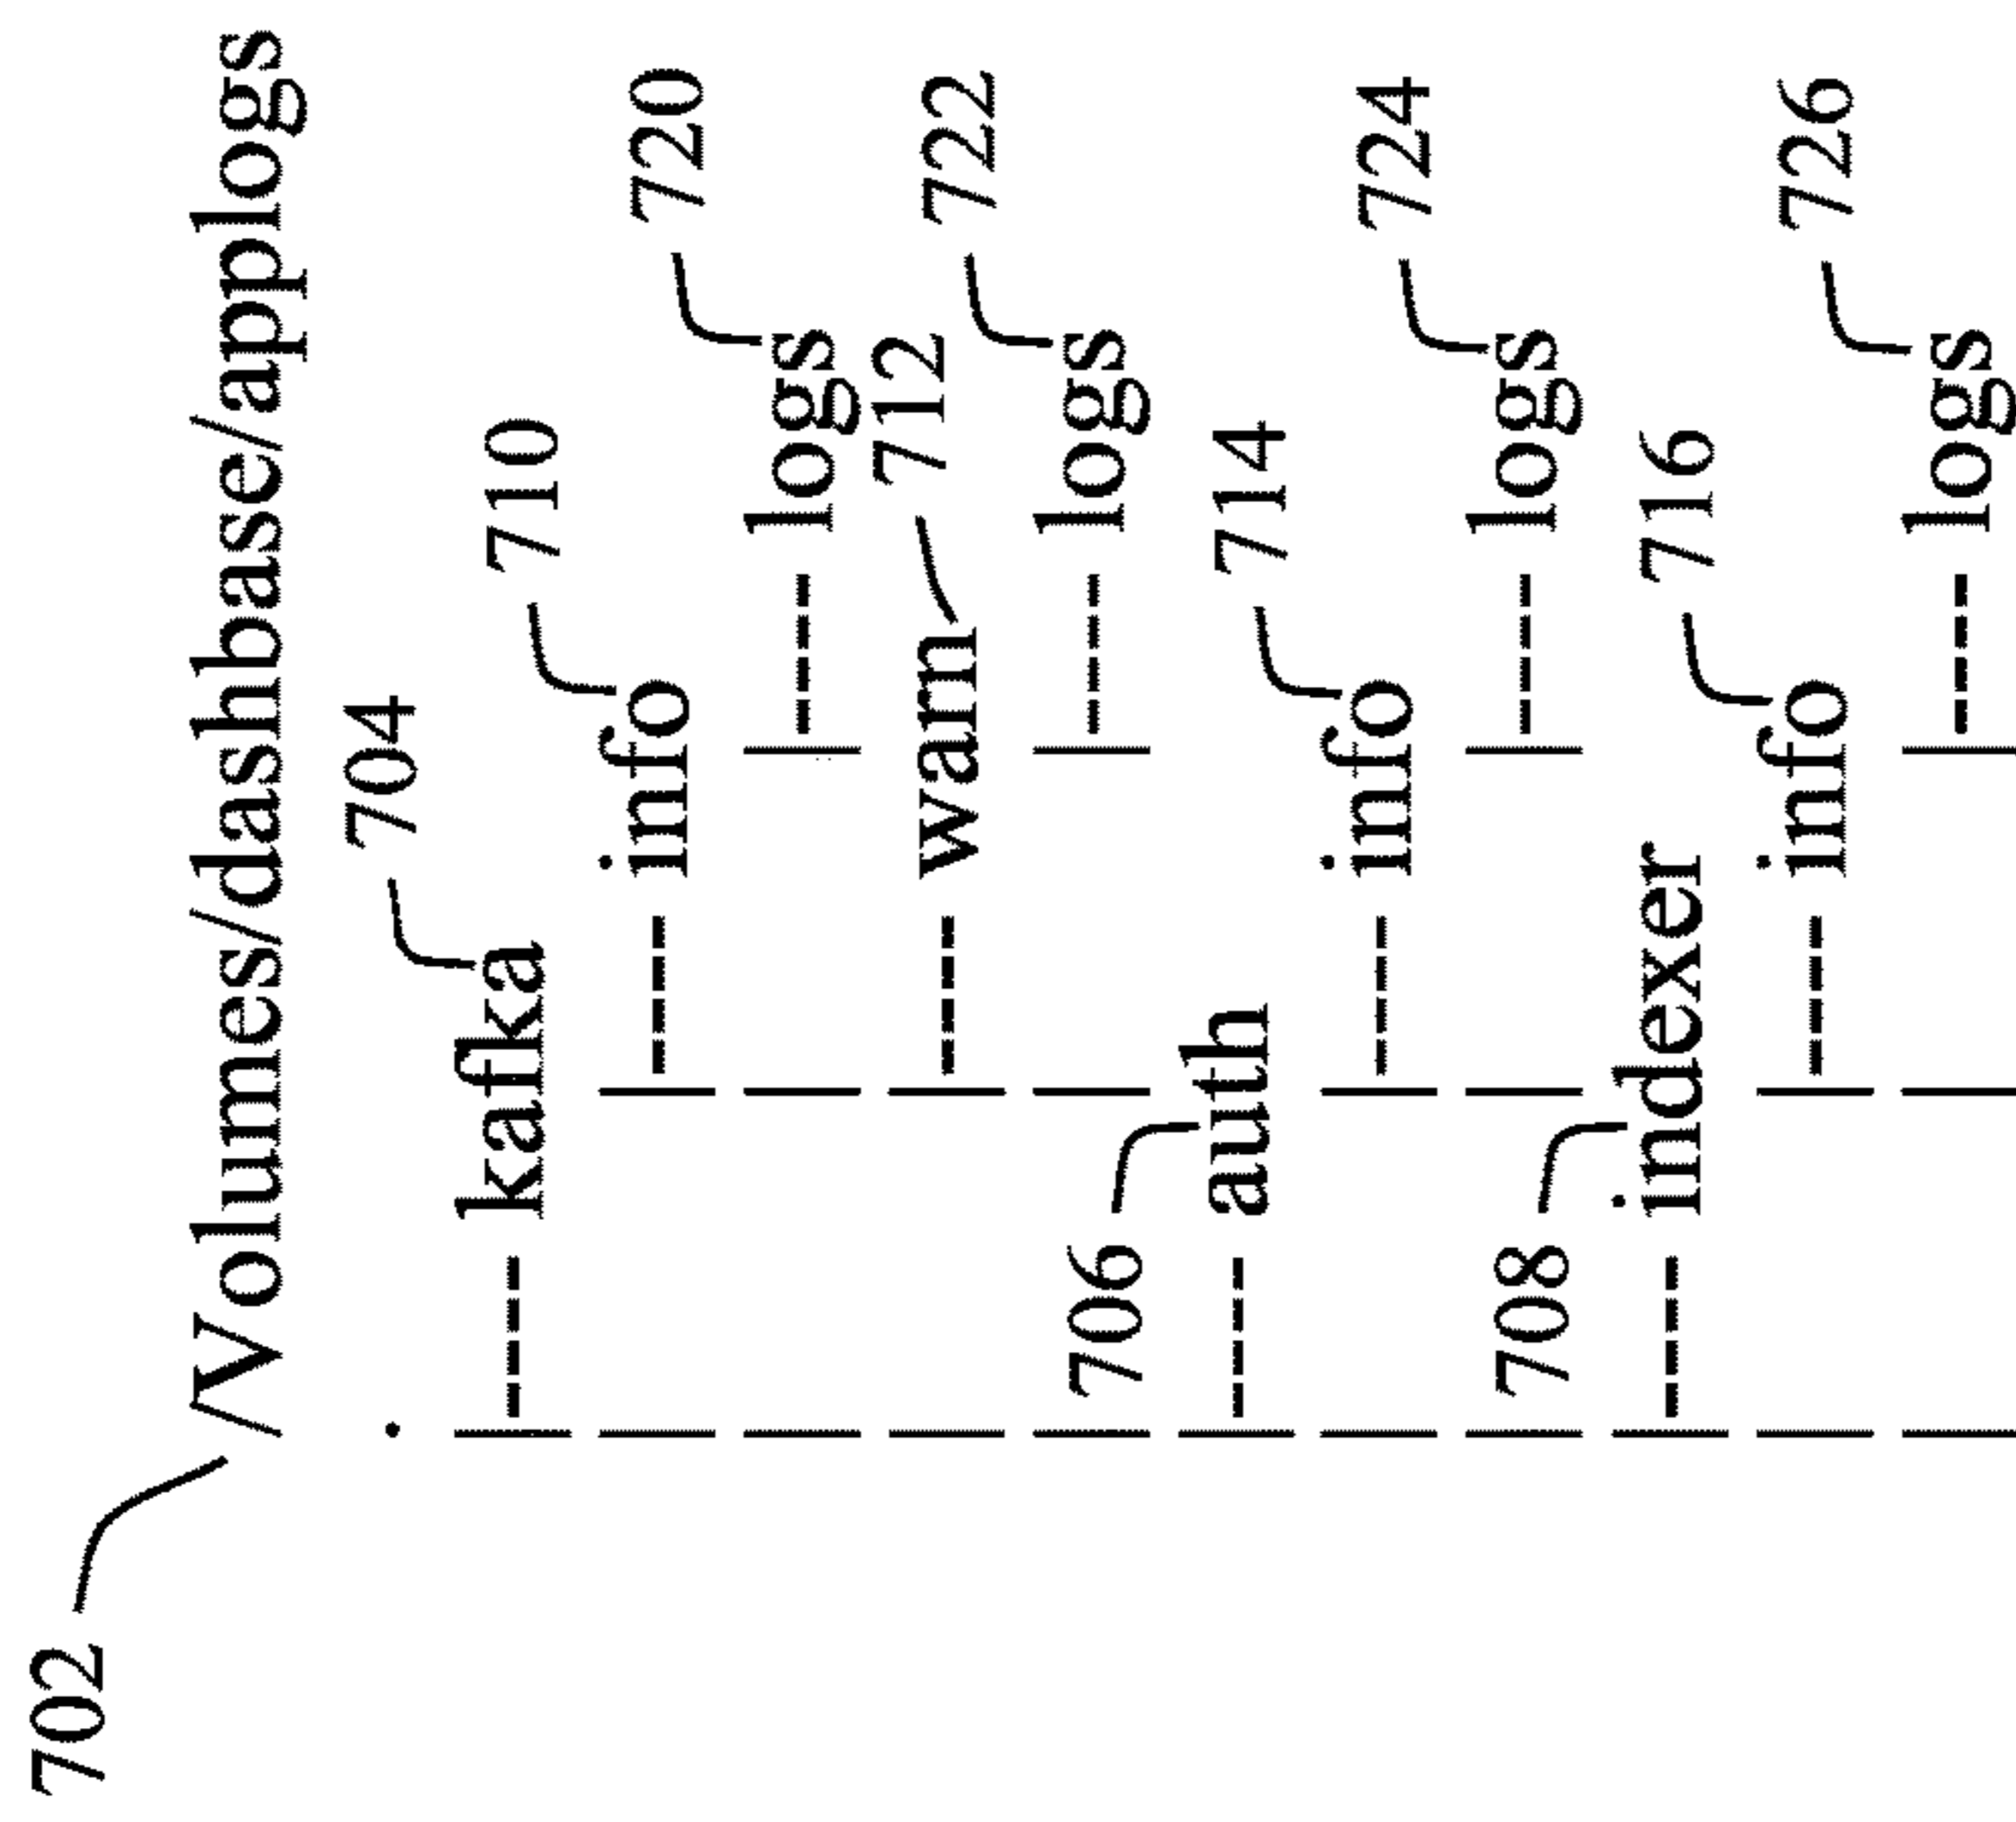 702
/Volumes/dashbase/applogs
. 704
|---- kafka
710
| |---- info
720
| | |---- logs
712
| |---- wam
722
| | |---- logs
706
|---- auth
714
| |---- info
724
| | |---- logs
708
|---- indexer
716
| |---- info
726
| | |---- logs